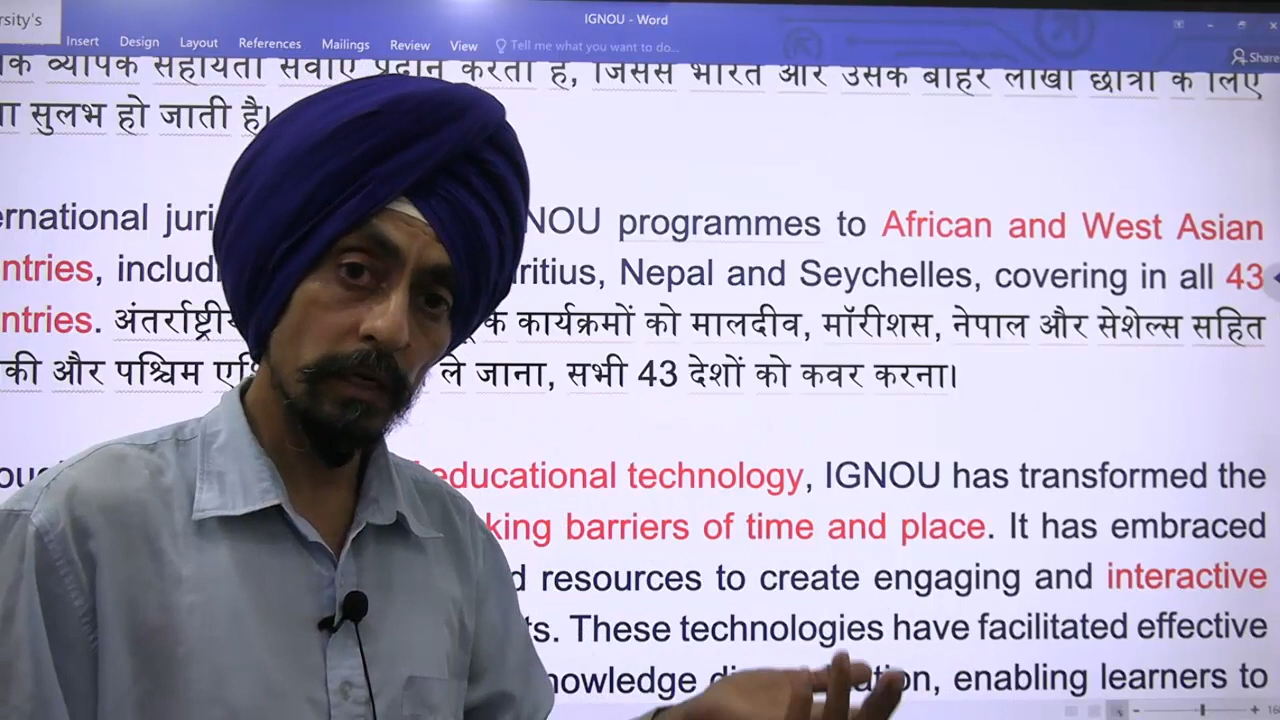 rsity's
IGNOU - Word
Insert Design Layout References Mailings Review View Tell me what you want to do... Share
व्यापक सहायता सेवाएं प्रदान करता है, जिससे भारत और उसके बाहर लाखों छात्रों के लिए
सुलभ हो जाती है।
ernational juri NOU programmes to African and West Asian
ntries, includ ritius, Nepal and Seychelles, covering in all 43
ntries. अंतर्राष्ट्रीय के कार्यक्रमों को मालदीव, मॉरीशस, नेपाल और सेशेल्स सहित
की और पश्चिम एशि ले जाना, सभी 43 देशों को कवर करना।
educational technology, IGNOU has transformed the
king barriers of time and place. It has embraced
d resources to create engaging and interactive
ts. These technologies have facilitated effective
nowledge enabling learners to